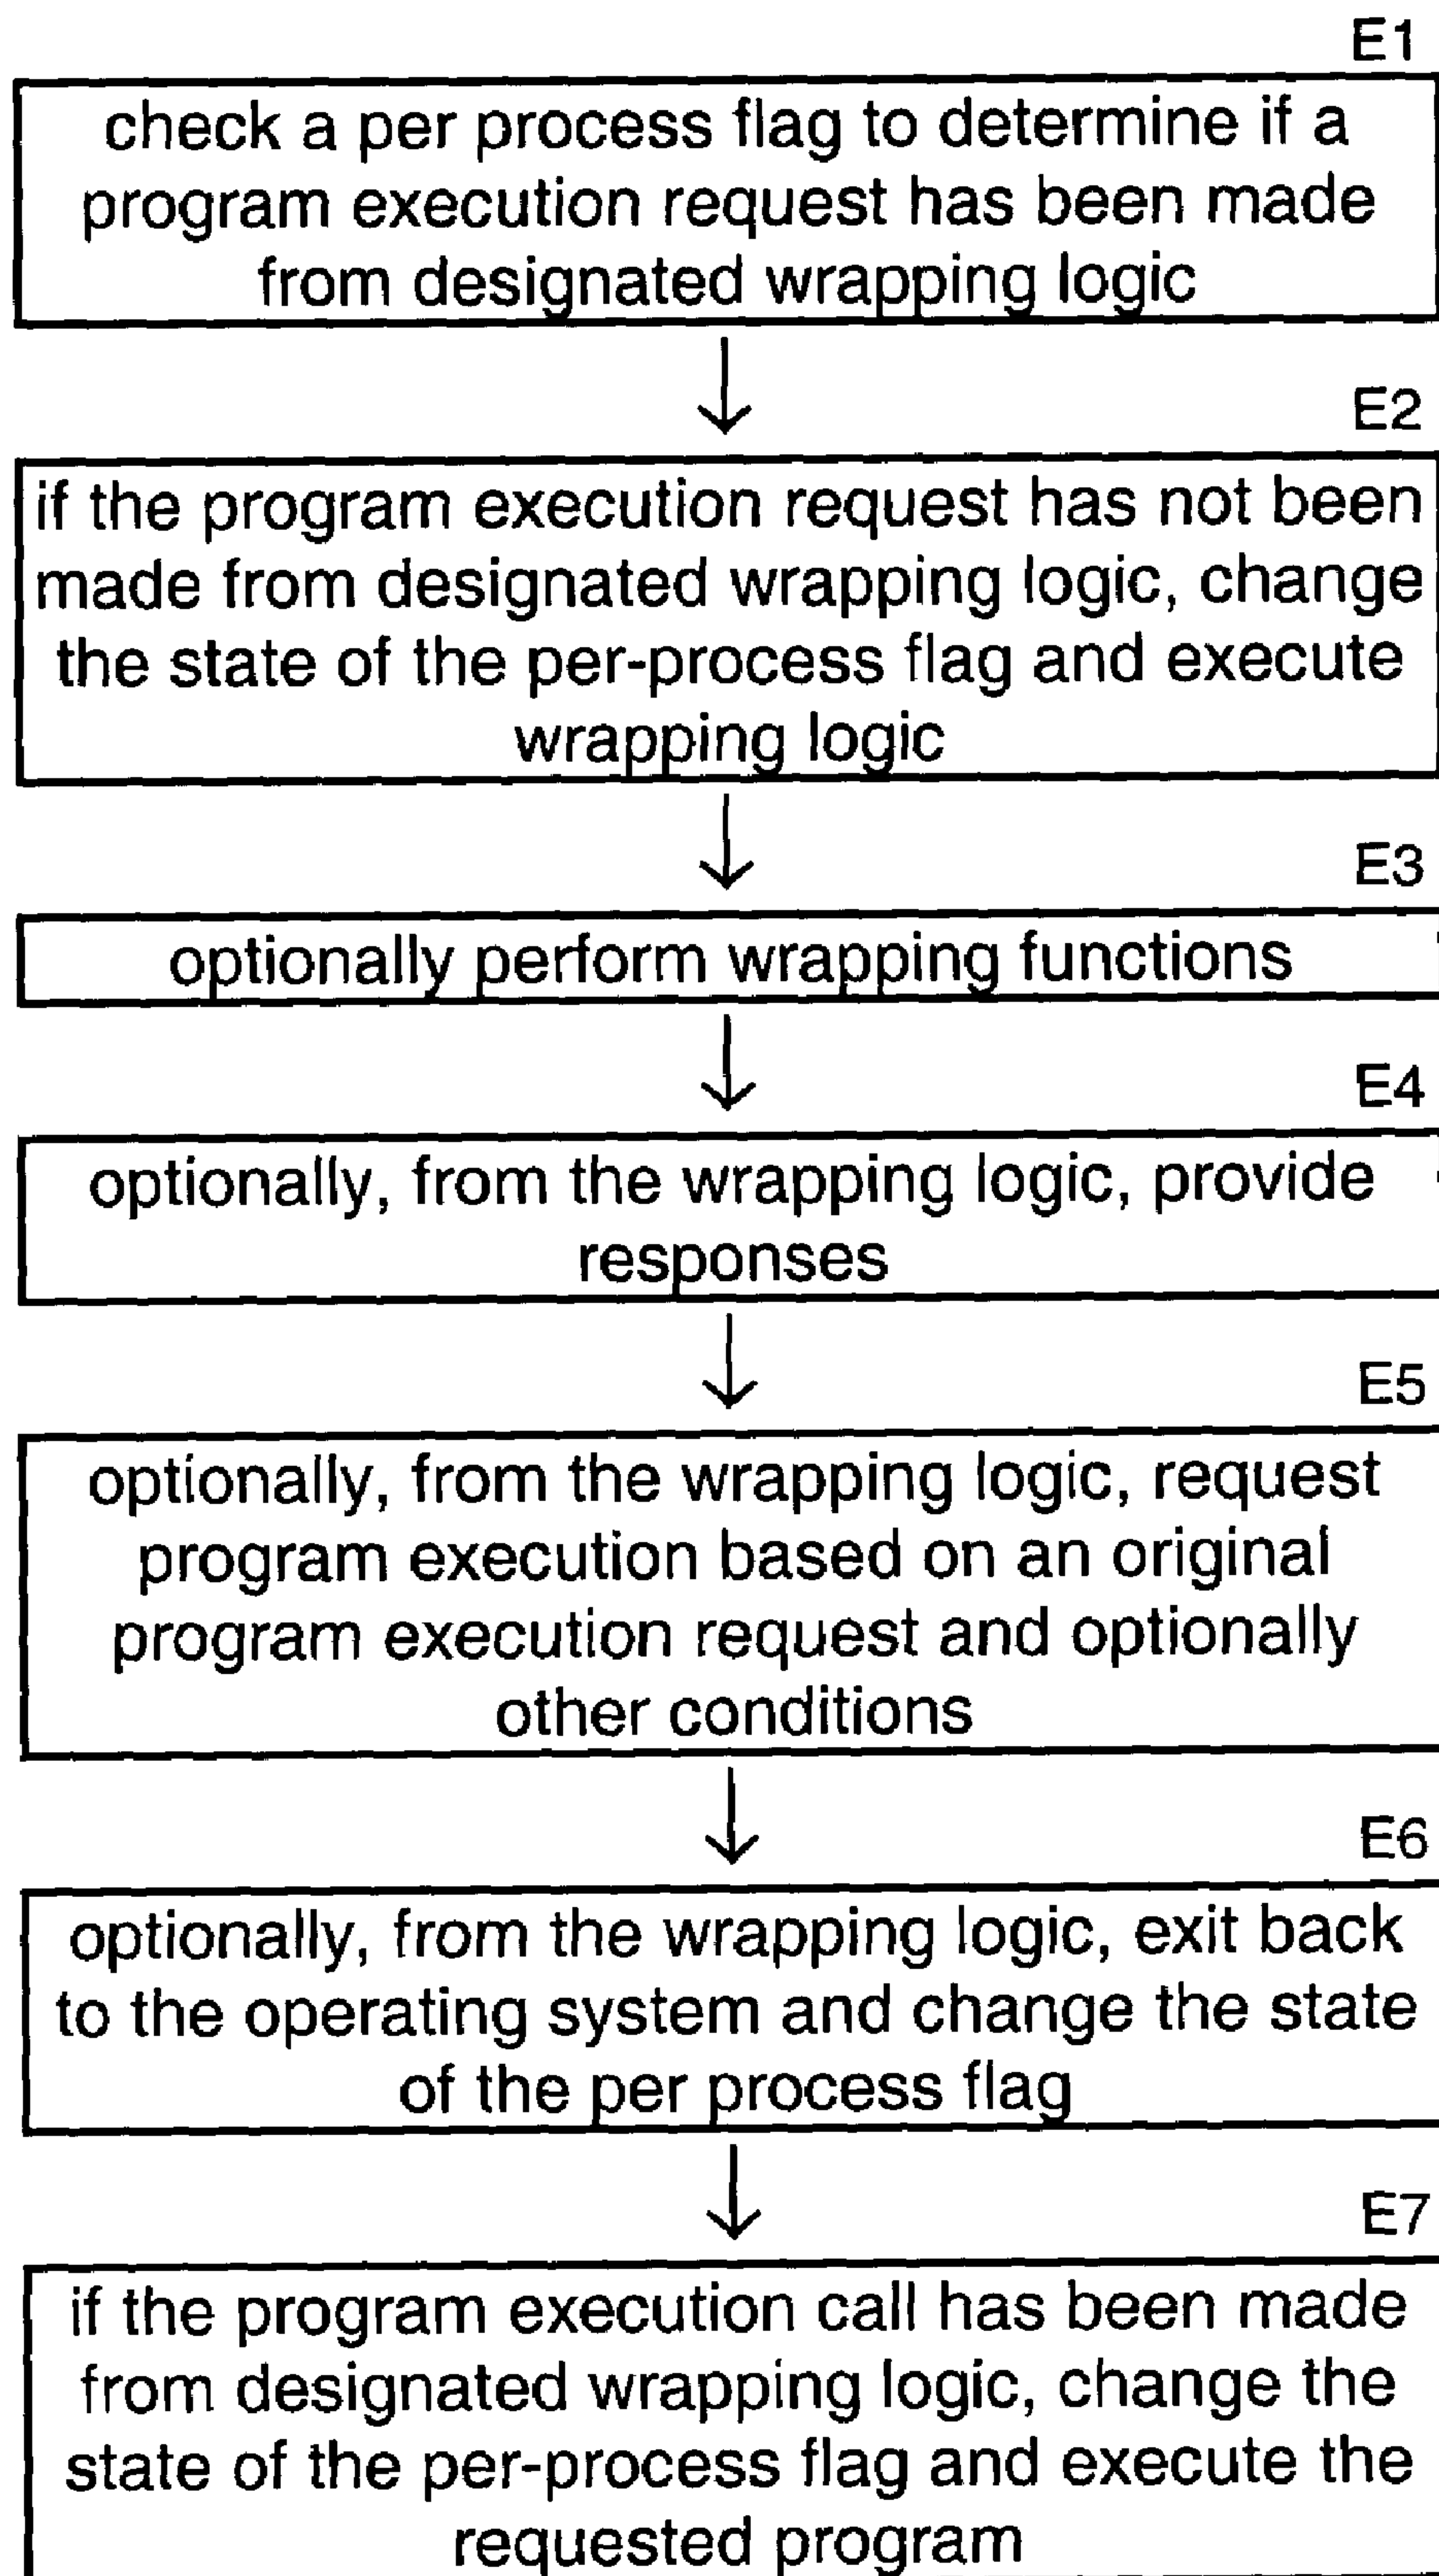 E1
check a per process flag to determine if a
program execution request has been made
from designated wrapping logic
E2
if the program execution request has not been
made from designated wrapping logic, change
the state of the per-process flag and execute
wrapping logic
E3
optionally perform wrapping functions
E4
optionally, from the wrapping logic, provide
responses
E5
optionally, from the wrapping logic, request
program execution based on an original
program execution request and optionally
other conditions
E6
optionally, from the wrapping logic, exit back
to the operating system and change the state
of the per process flag
E7
if the program execution call has been made
from designated wrapping logic, change the
state of the per-process flag and execute the
requested program